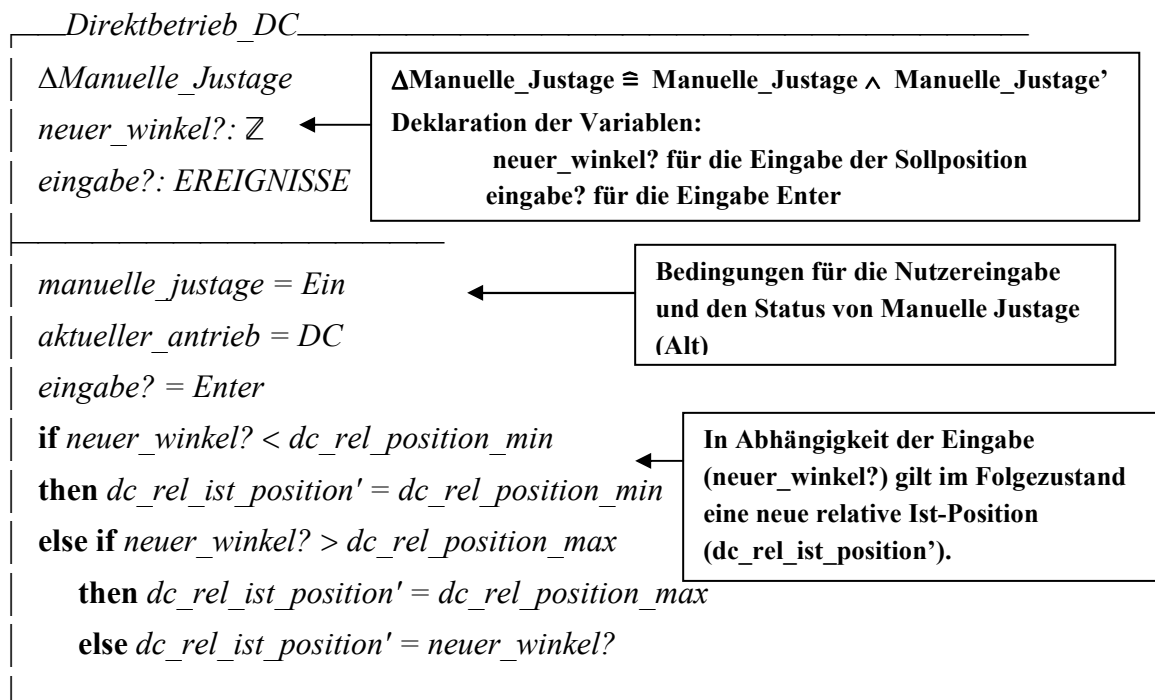 Direktbetrieb_DC
ΔManuelle_Justage
neuer_winkel?: ℤ
eingabe?: EREIGNISSE
ΔManuelle_Justage ≙ Manuelle_Justage ∧ Manuelle_Justage’
Deklaration der Variablen:
neuer_winkel? für die Eingabe der Sollposition
eingabe? für die Eingabe Enter
manuelle_justage = Ein
aktueller_antrieb = DC
eingabe? = Enter
Bedingungen für die Nutzereingabe
und den Status von Manuelle Justage
(Alt)
if neuer_winkel? < dc_rel_position_min
then dc_rel_ist_position' = dc_rel_position_min
else if neuer_winkel? > dc_rel_position_max
then dc_rel_ist_position' = dc_rel_position_max
else dc_rel_ist_position' = neuer_winkel?
In Abhängigkeit der Eingabe
(neuer_winkel?) gilt im Folgezustand
eine neue relative Ist-Position
(dc_rel_ist_position’).